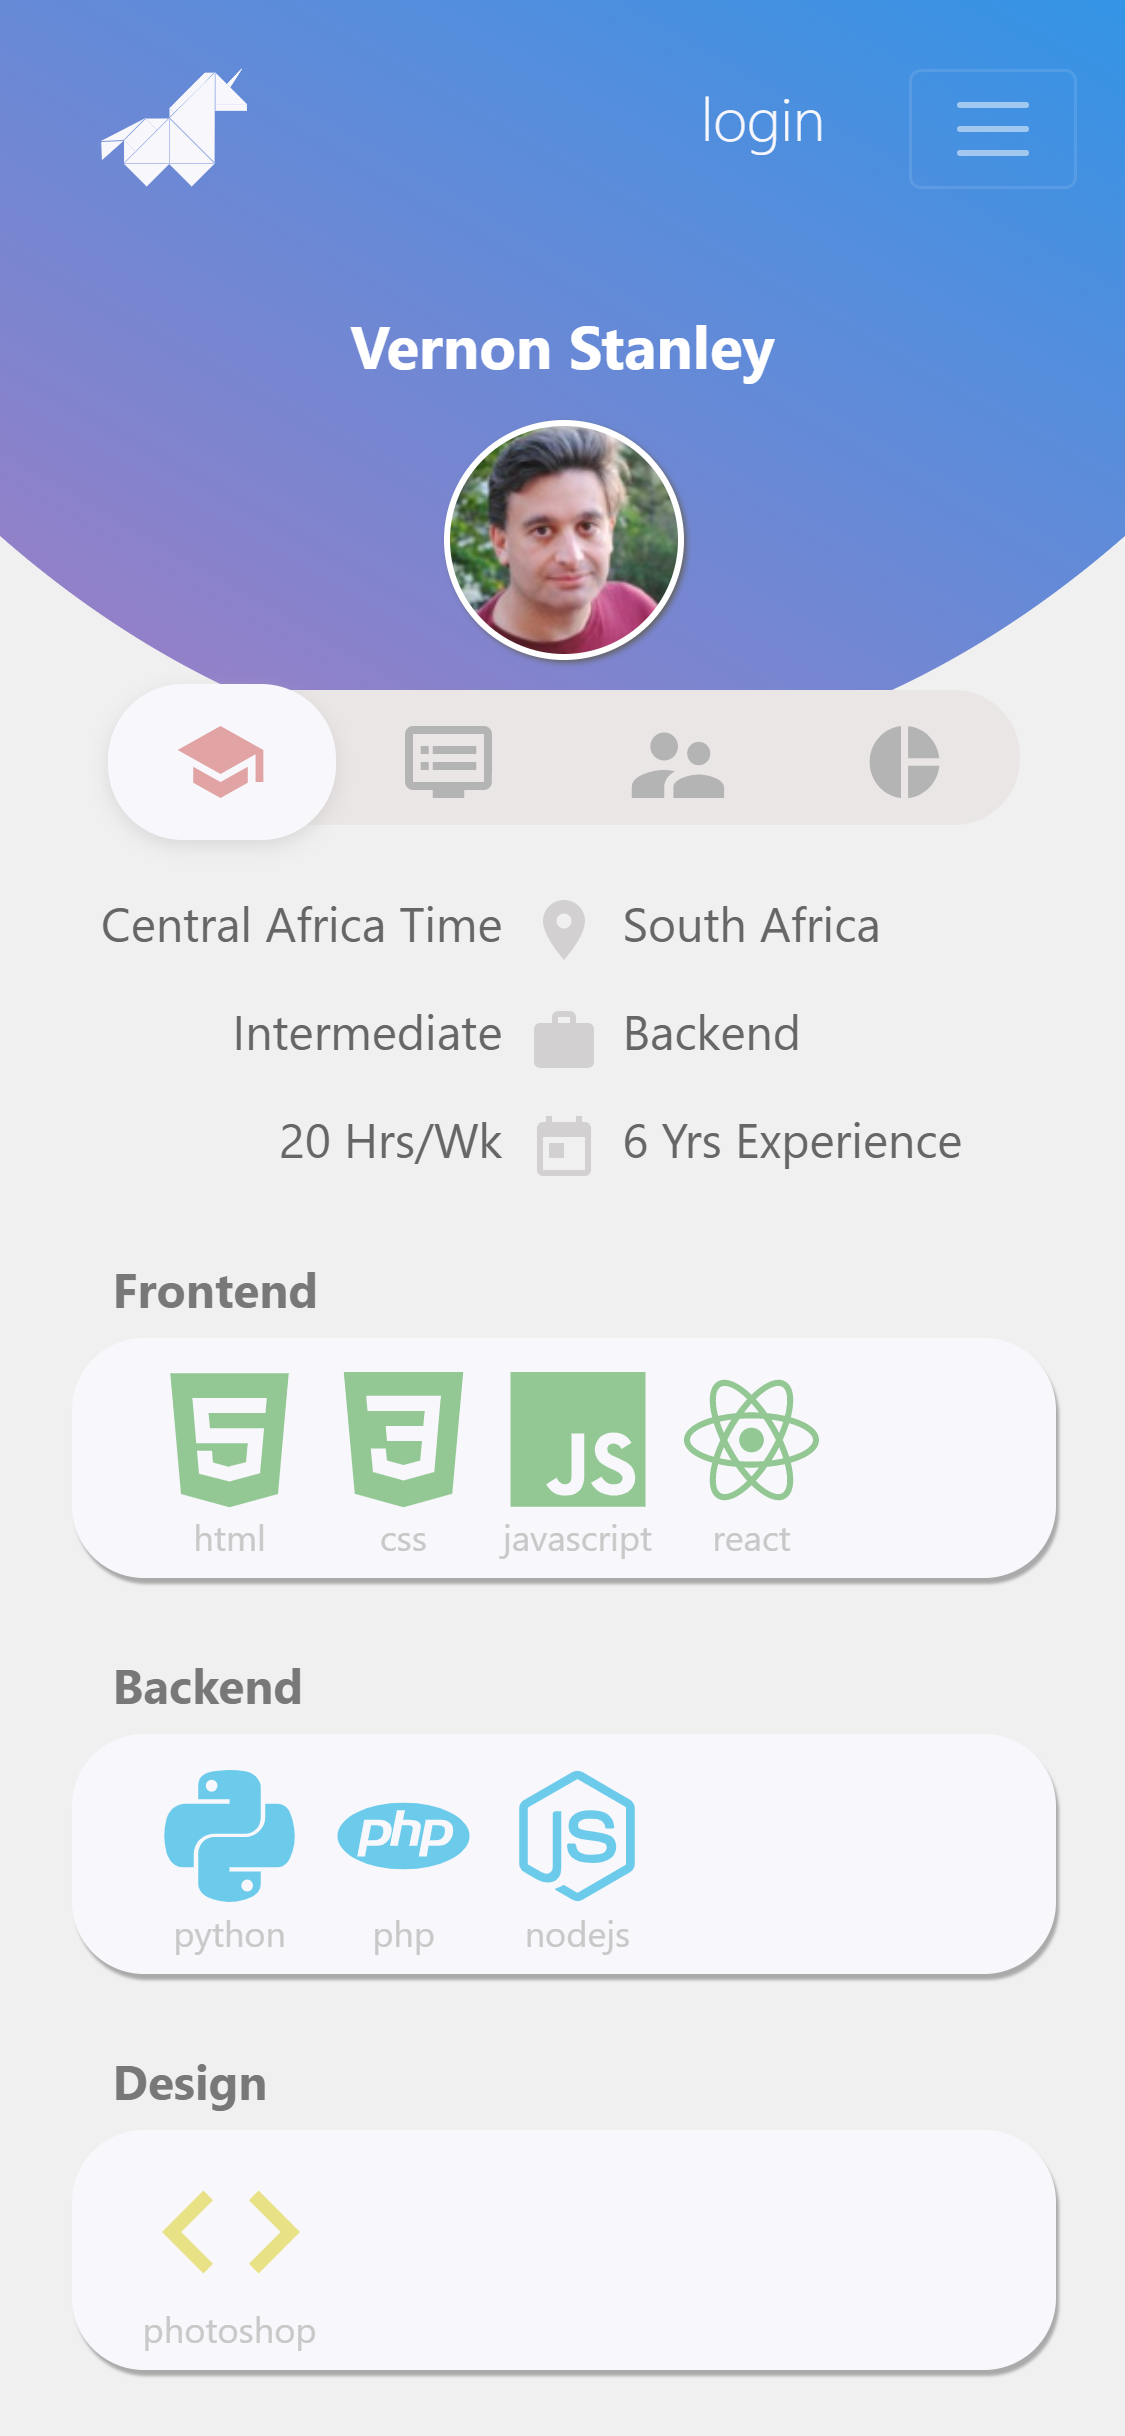 login
Vernon Stanley
Central Africa Time South Africa
Intermediate Backend
20 Hrs/Wk 6 Yrs Experience
Frontend
JS
html css javascript react
Backend
php JS
python php nodejs
Design
photoshop